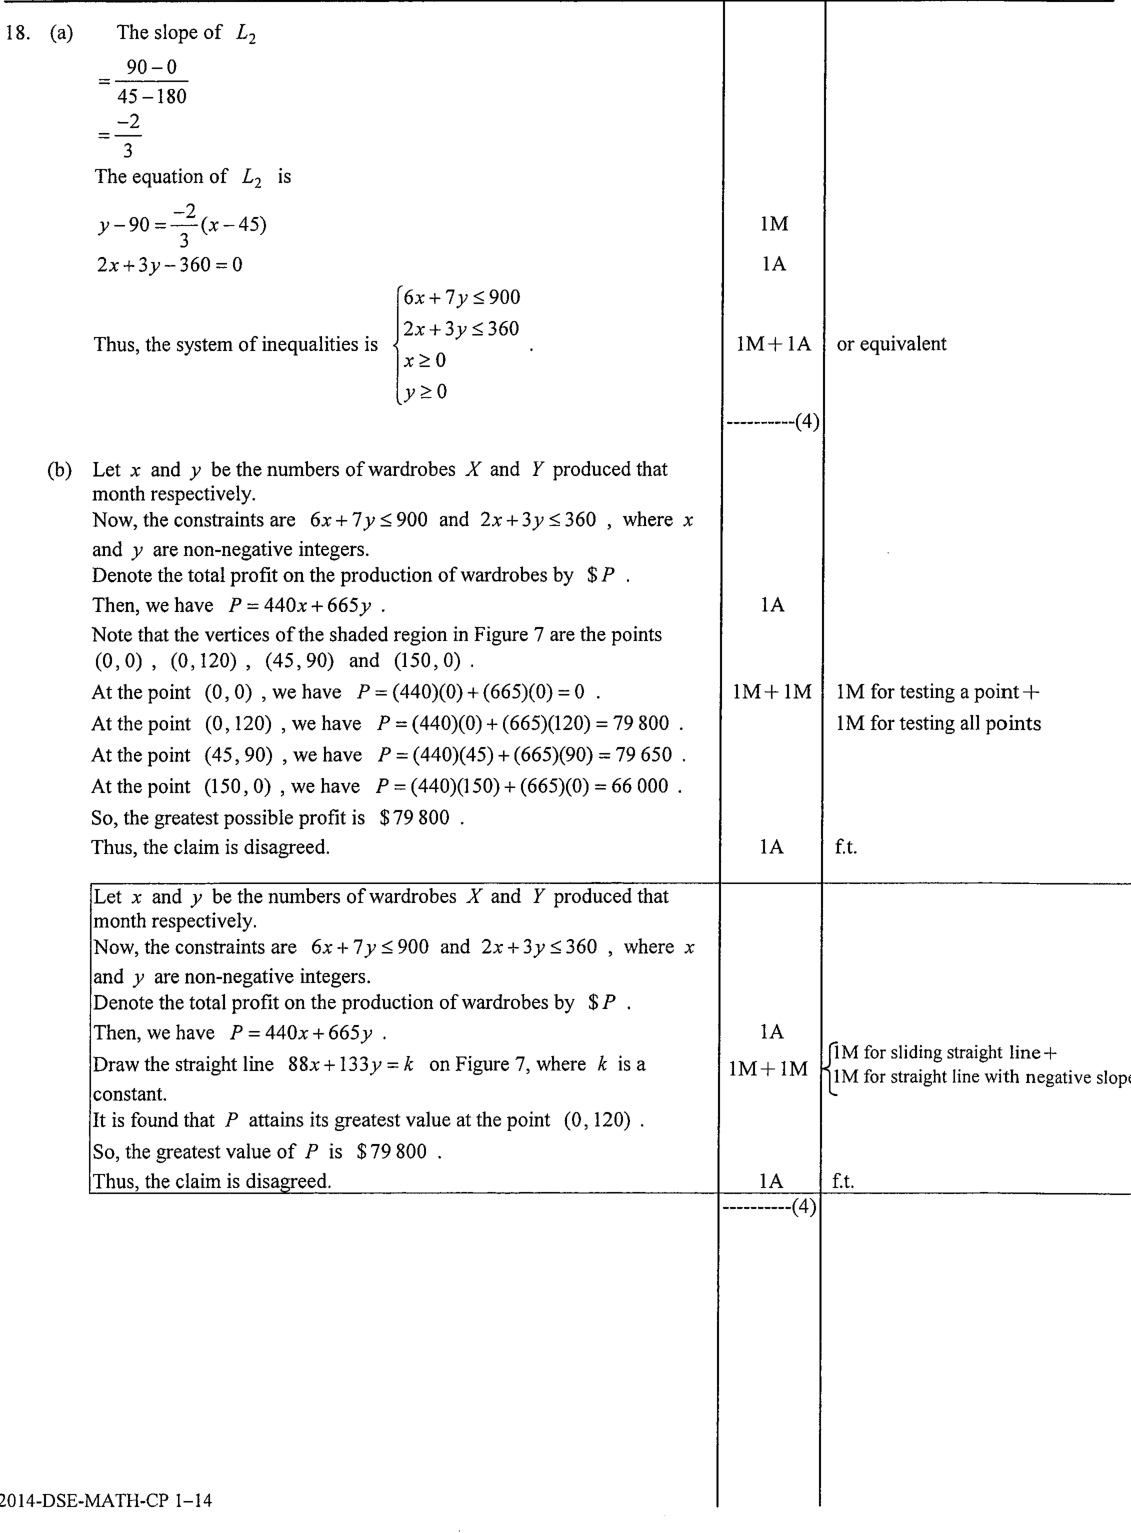 18. (a) The slope of L₂
= (90 − 0)/(45 − 180)
= −2/3
The equation of L₂ is
y − 90 = −2/3 (x − 45) 1M
2x + 3y − 360 = 0 1A
Thus, the system of inequalities is { 6x + 7y ≤ 900
2x + 3y ≤ 360
x ≥ 0
y ≥ 0 . 1M + 1A or equivalent
----------(4)
(b) Let x and y be the numbers of wardrobes X and Y produced that
month respectively.
Now, the constraints are 6x + 7y ≤ 900 and 2x + 3y ≤ 360 , where x
and y are non-negative integers.
Denote the total profit on the production of wardrobes by $ P .
Then, we have P = 440x + 665y . 1A
Note that the vertices of the shaded region in Figure 7 are the points
(0, 0) , (0, 120) , (45, 90) and (150, 0) .
At the point (0, 0) , we have P = (440)(0) + (665)(0) = 0 . 1M + 1M 1M for testing a point +
At the point (0, 120) , we have P = (440)(0) + (665)(120) = 79 800 . 1M for testing all points
At the point (45, 90) , we have P = (440)(45) + (665)(90) = 79 650 .
At the point (150, 0) , we have P = (440)(150) + (665)(0) = 66 000 .
So, the greatest possible profit is $ 79 800 .
Thus, the claim is disagreed. 1A f.t.
Let x and y be the numbers of wardrobes X and Y produced that
month respectively.
Now, the constraints are 6x + 7y ≤ 900 and 2x + 3y ≤ 360 , where x
and y are non-negative integers.
Denote the total profit on the production of wardrobes by $ P .
Then, we have P = 440x + 665y . 1A
Draw the straight line 88x + 133y = k on Figure 7, where k is a 1M + 1M { 1M for sliding straight line +
constant. 1M for straight line with negative slope
It is found that P attains its greatest value at the point (0, 120) .
So, the greatest value of P is $ 79 800 .
Thus, the claim is disagreed. 1A f.t.
----------(4)
2014-DSE-MATH-CP 1–14